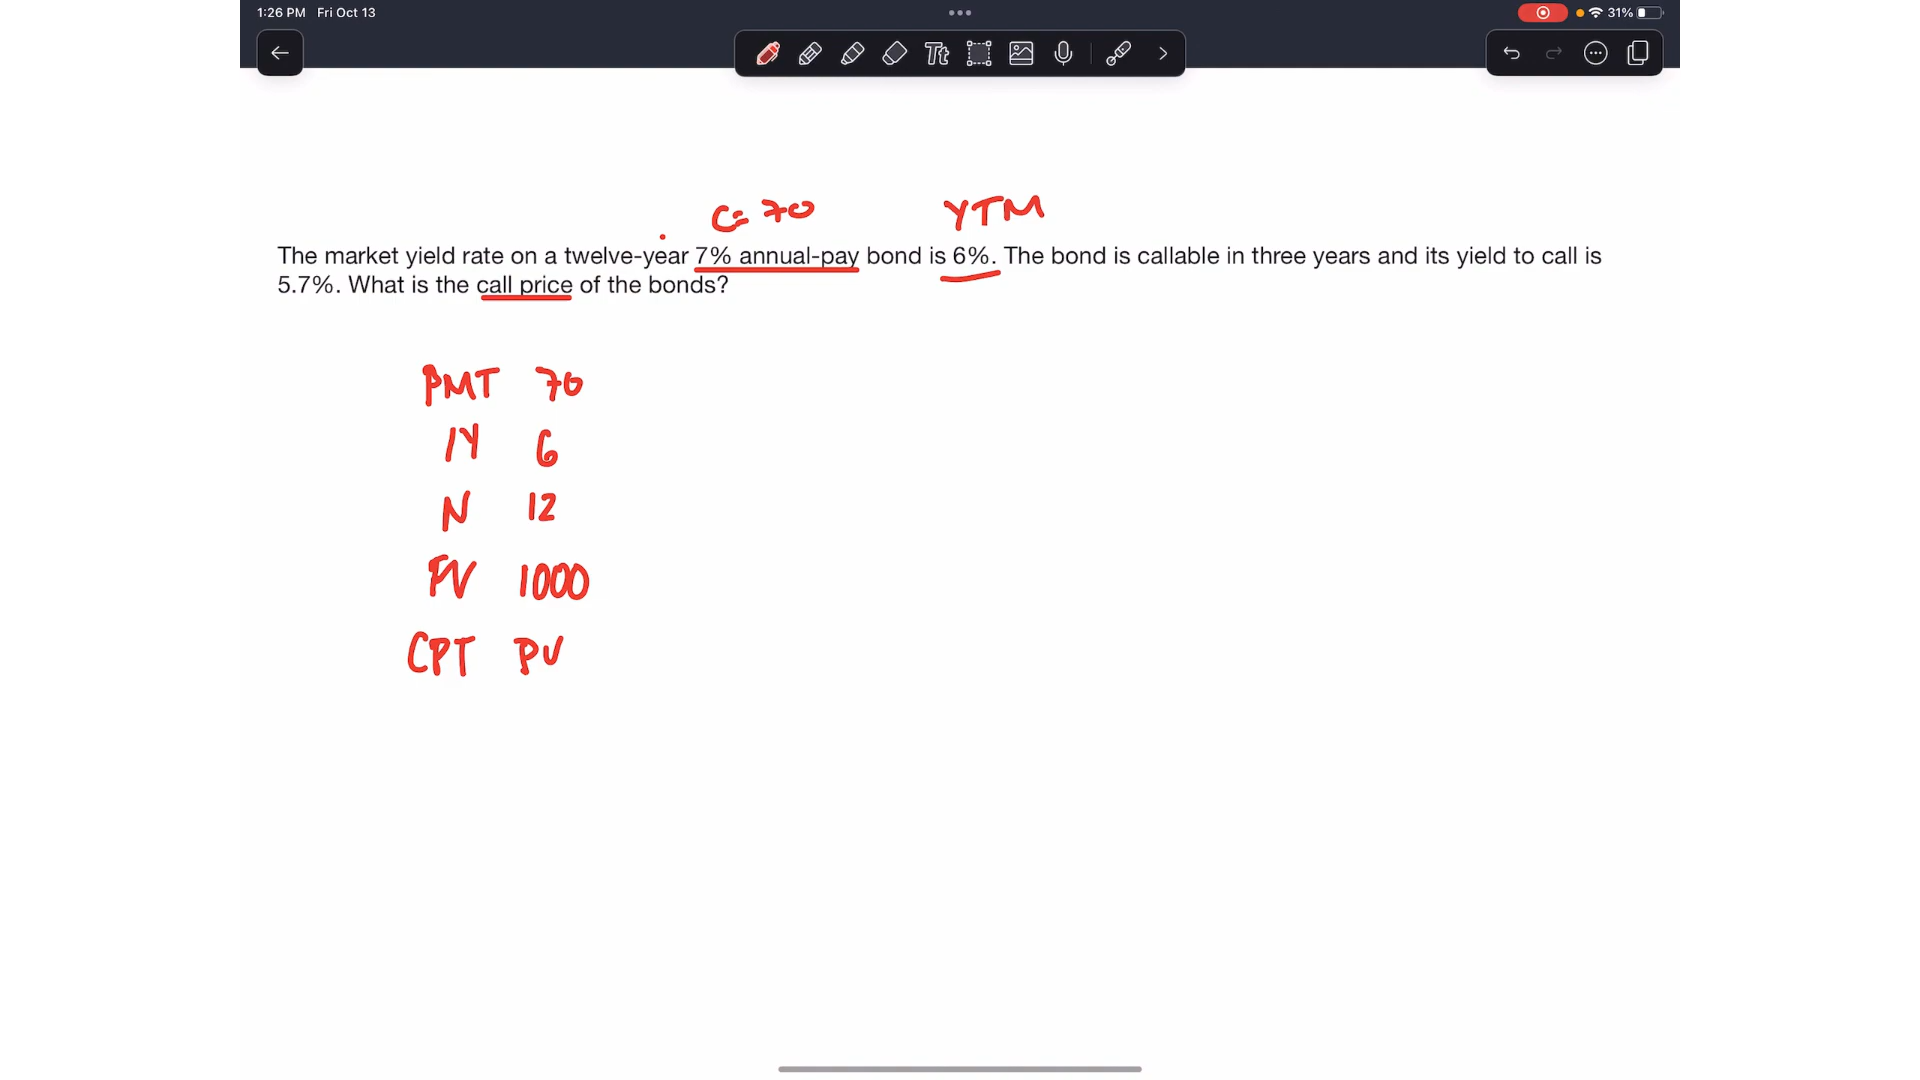 1:26 PM Fri Oct 13
31%
Tt
C= 70 YTM
The market yield rate on a twelve-year 7% annual-pay bond is 6%. The bond is callable in three years and its yield to call is
5.7%. What is the call price of the bonds?
PMT 70
IY 6
N 12
FV 1000
CPT PV